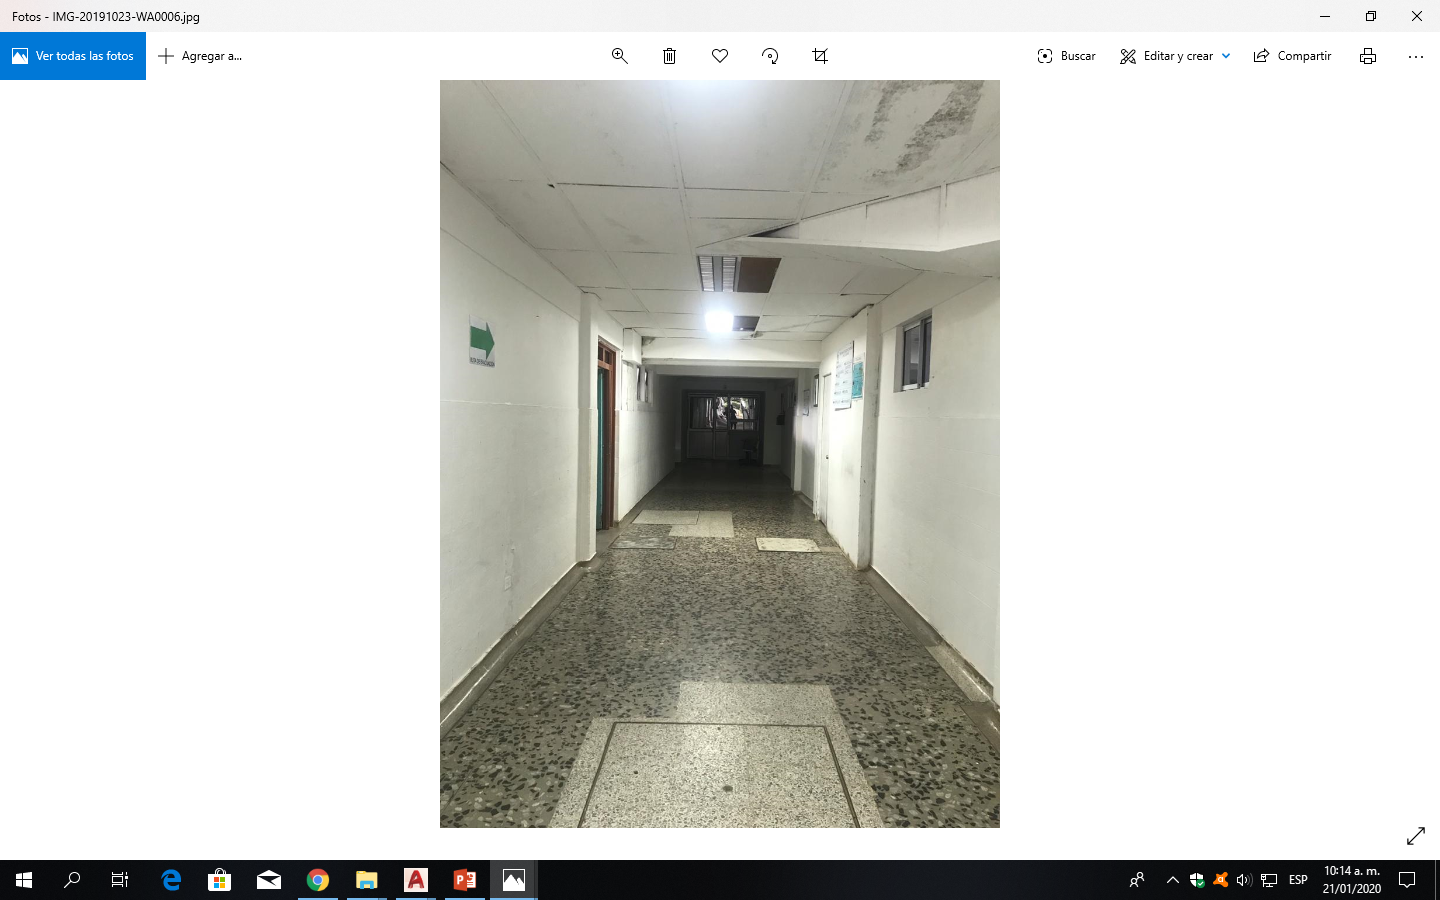 Fotos - IMG-20191023-WA0006.jpg
Ver todas las fotos
Agregar a...
Buscar
Editar y crear
Compartir
ESP
10:14 a. m.
21/01/2020